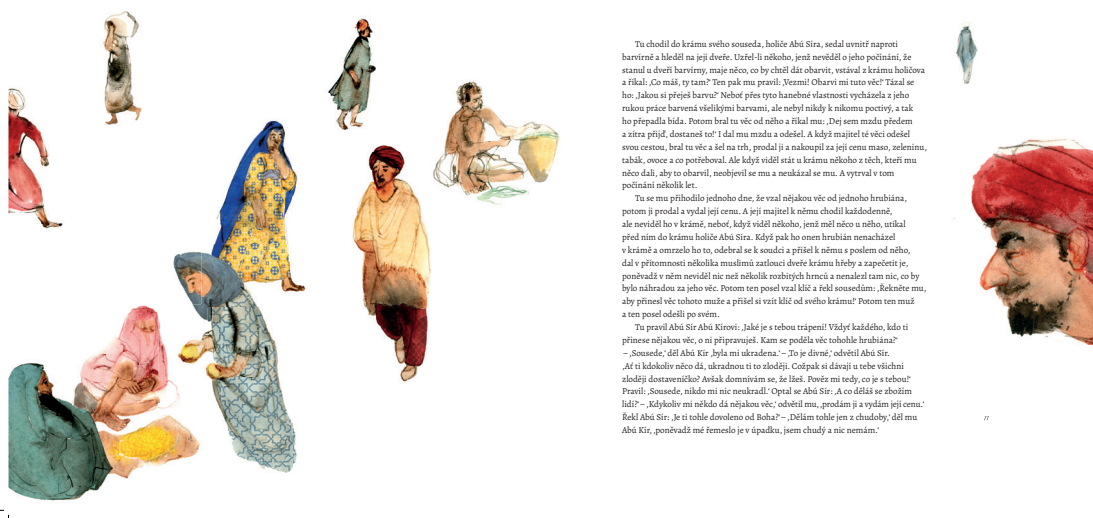 Tu chodil do krámu svého souseda, holiče Abú Síra, sedal uvnitř naproti
barvírně a hleděl na její dveře. Uzřel-li někoho, jenž nevěděl o jeho počínání, že
stanul u dveří barvírny, maje něco, co by chtěl dát obarvit, vstával z krámu holičova
a říkal: ‚Co máš, ty tam?‘ Ten pak mu pravil: ‚Vezmi! Obarvi mi tuto věc!‘ Tázal se
ho: ‚Jakou si přeješ barvu?‘ Neboť přes tyto hanebné vlastnosti vycházela z jeho
rukou práce barvená všelikými barvami, ale nebyl nikdy k nikomu poctivý, a tak
ho přepadla bída. Potom bral tu věc od něho a říkal mu: ‚Dej sem mzdu předem
a zítra přijď, dostaneš to!‘ I dal mu mzdu a odešel. A když majitel té věci odešel
svou cestou, bral tu věc a šel na trh, prodal ji a nakoupil za její cenu maso, zeleninu,
tabák, ovoce a co potřeboval. Ale když viděl stát u krámu někoho z těch, kteří mu
něco dali, aby to obarvil, neobjevil se mu a neukázal se mu. A vytrval v tom
počínání několik let.
Tu se mu přihodilo jednoho dne, že vzal nějakou věc od jednoho hrubiána,
potom ji prodal a vydal její cenu. A její majitel k němu chodil každodenně,
ale neviděl ho v krámě, neboť, když viděl někoho, jenž měl něco u něho, utíkal
před ním do krámu holiče Abú Síra. Když pak ho onen hrubián nenacházel
v krámě a omrzelo ho to, odebral se k soudci a přišel k němu s poslem od něho,
dal v přítomnosti několika muslimů zatlouci dveře krámu hřeby a zapečetit je,
poněvadž v něm neviděl nic než několik rozbitých hrnců a nenalezl tam nic, co by
bylo náhradou za jeho věc. Potom ten posel vzal klíč a řekl sousedům: ‚Řekněte mu,
aby přinesl věc tohoto muže a přišel si vzít klíč od svého krámu!‘ Potom ten muž
a ten posel odešli po svém.
Tu pravil Abú Sír Abú Kírovi: ‚Jaké je s tebou trápení! Vždyť každého, kdo ti
přinese nějakou věc, o ni připravuješ. Kam se poděla věc tohohle hrubiána?‘
– ‚Sousede,‘ děl Abú Kír ‚byla mi ukradena.‘ – ‚To je divné,‘ odvětil Abú Sír.
‚Ať ti kdokoliv něco dá, ukradnou ti to zloději. Cožpak si dávají u tebe všichni
zloději dostaveníčko? Avšak domnívám se, že lžeš. Pověz mi tedy, co je s tebou!‘
Pravil: ‚Sousede, nikdo mi nic neukradl.‘ Optal se Abú Sír: ‚A co děláš se zbožím
lidí?‘ – ‚Kdykoliv mi někdo dá nějakou věc,‘ odvětil mu, ‚prodám ji a vydám její cenu.‘
Řekl Abú Sír: ‚Je ti tohle dovoleno od Boha?‘ – ‚Dělám tohle jen z chudoby,‘ děl mu
Abú Kír, ‚poněvadž mé řemeslo je v úpadku, jsem chudý a nic nemám.‘
11